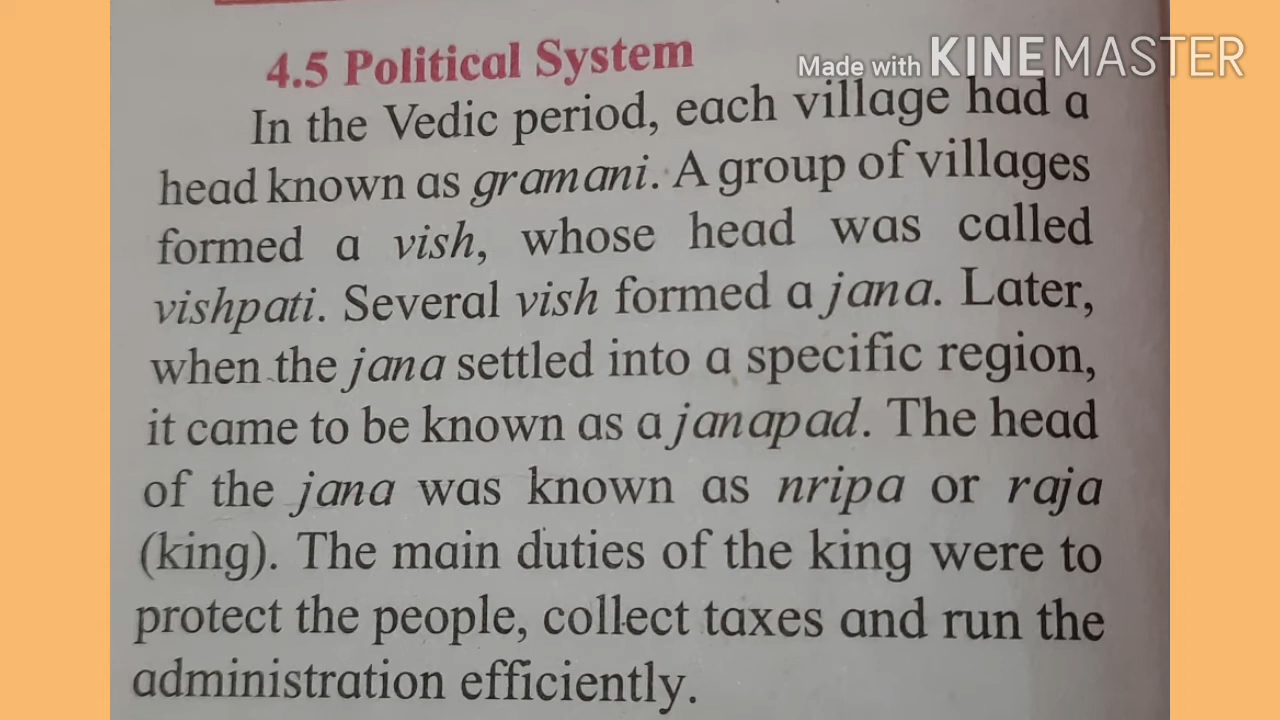 Made with KINEMASTER
4.5 Political System
In the Vedic period, each village had a
head known as gramani. A group of villages
formed a vish, whose head was called
vishpati. Several vish formed a jana. Later,
when the jana settled into a specific region,
it came to be known as a janapad. The head
of the jana was known as nripa or raja
(king). The main duties of the king were to
protect the people, collect taxes and run the
administration efficiently.